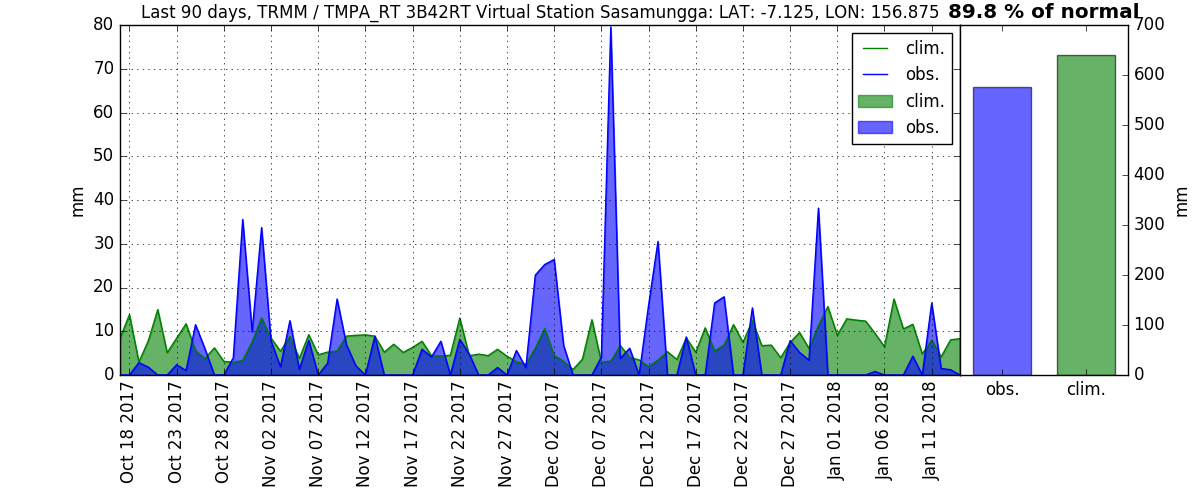 Last 90 days, TRMM / TMPA_RT 3B42RT Virtual Station Sasamungga: LAT: -7.125, LON: 156.875
89.8 % of normal
80
70
60
50
40
30
20
10
0
mm
clim.
obs.
clim.
obs.
Oct 18 2017
Oct 23 2017
Oct 28 2017
Nov 02 2017
Nov 07 2017
Nov 12 2017
Nov 17 2017
Nov 22 2017
Nov 27 2017
Dec 02 2017
Dec 07 2017
Dec 12 2017
Dec 17 2017
Dec 22 2017
Dec 27 2017
Jan 01 2018
Jan 06 2018
Jan 11 2018
700
600
500
400
300
200
100
0
mm
obs.
clim.